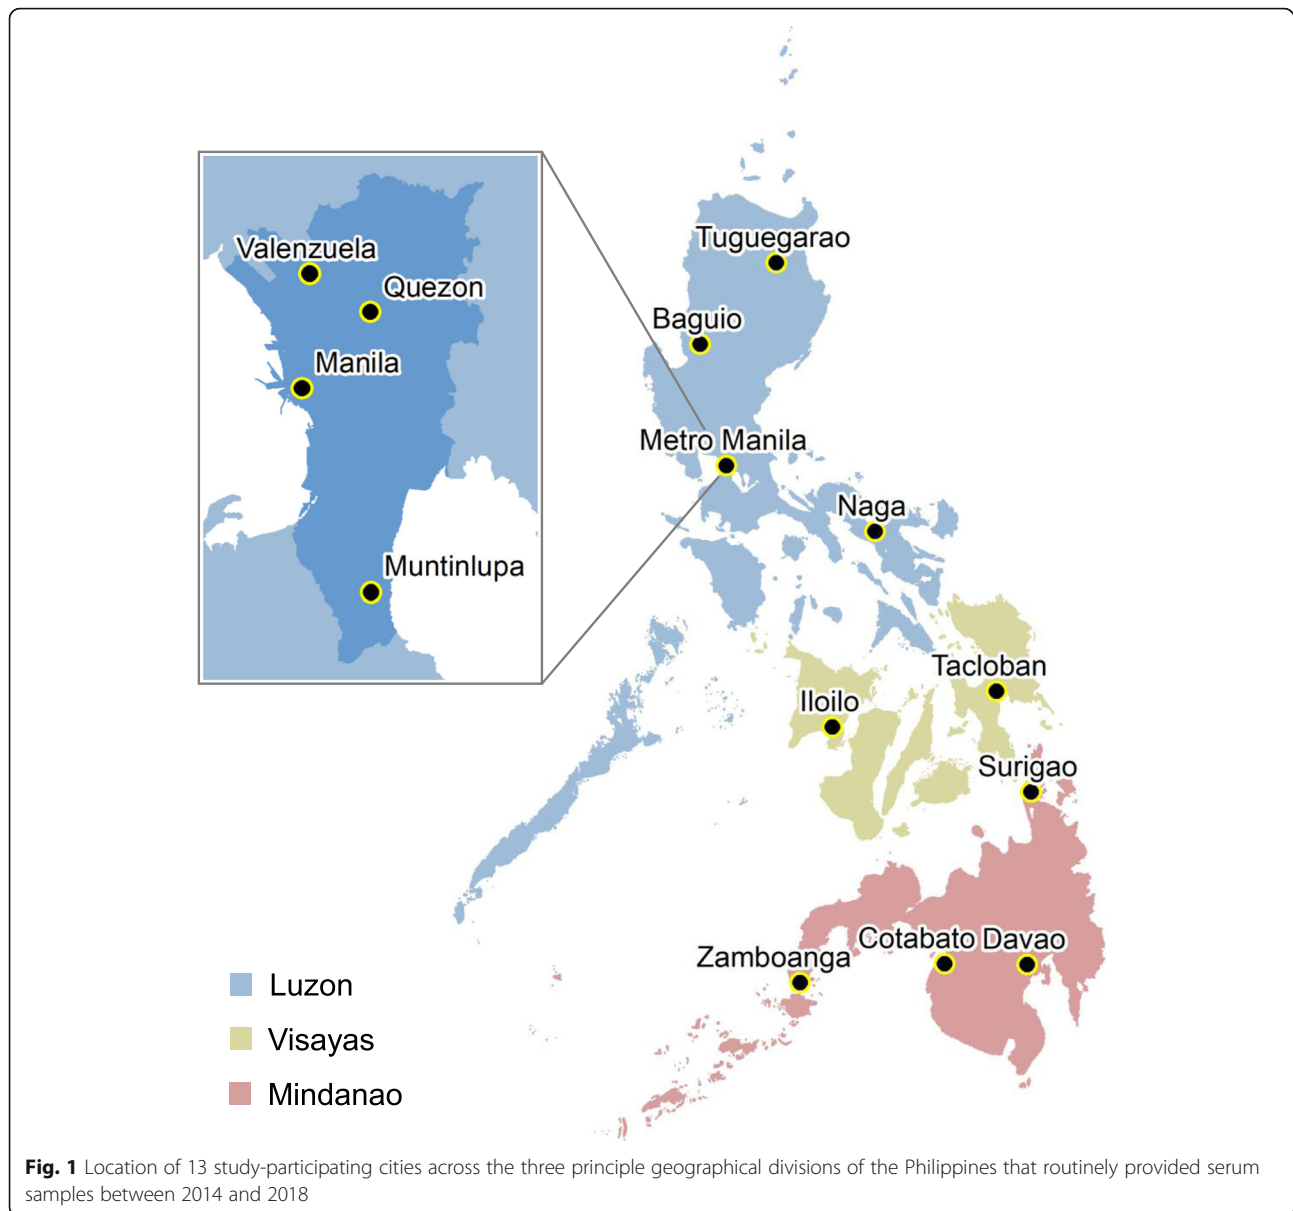 Tuguegarao
Valenzuela
Quezon
Baguio
Manila
Metro Manila
Naga
Muntinlupa
Tacloban
Iloilo
Surigao
Cotabato Davao
Zamboanga
Luzon
Visayas
Mindanao
Fig. 1 Location of 13 study-participating cities across the three principle geographical divisions of the Philippines that routinely provided serum
samples between 2014 and 2018